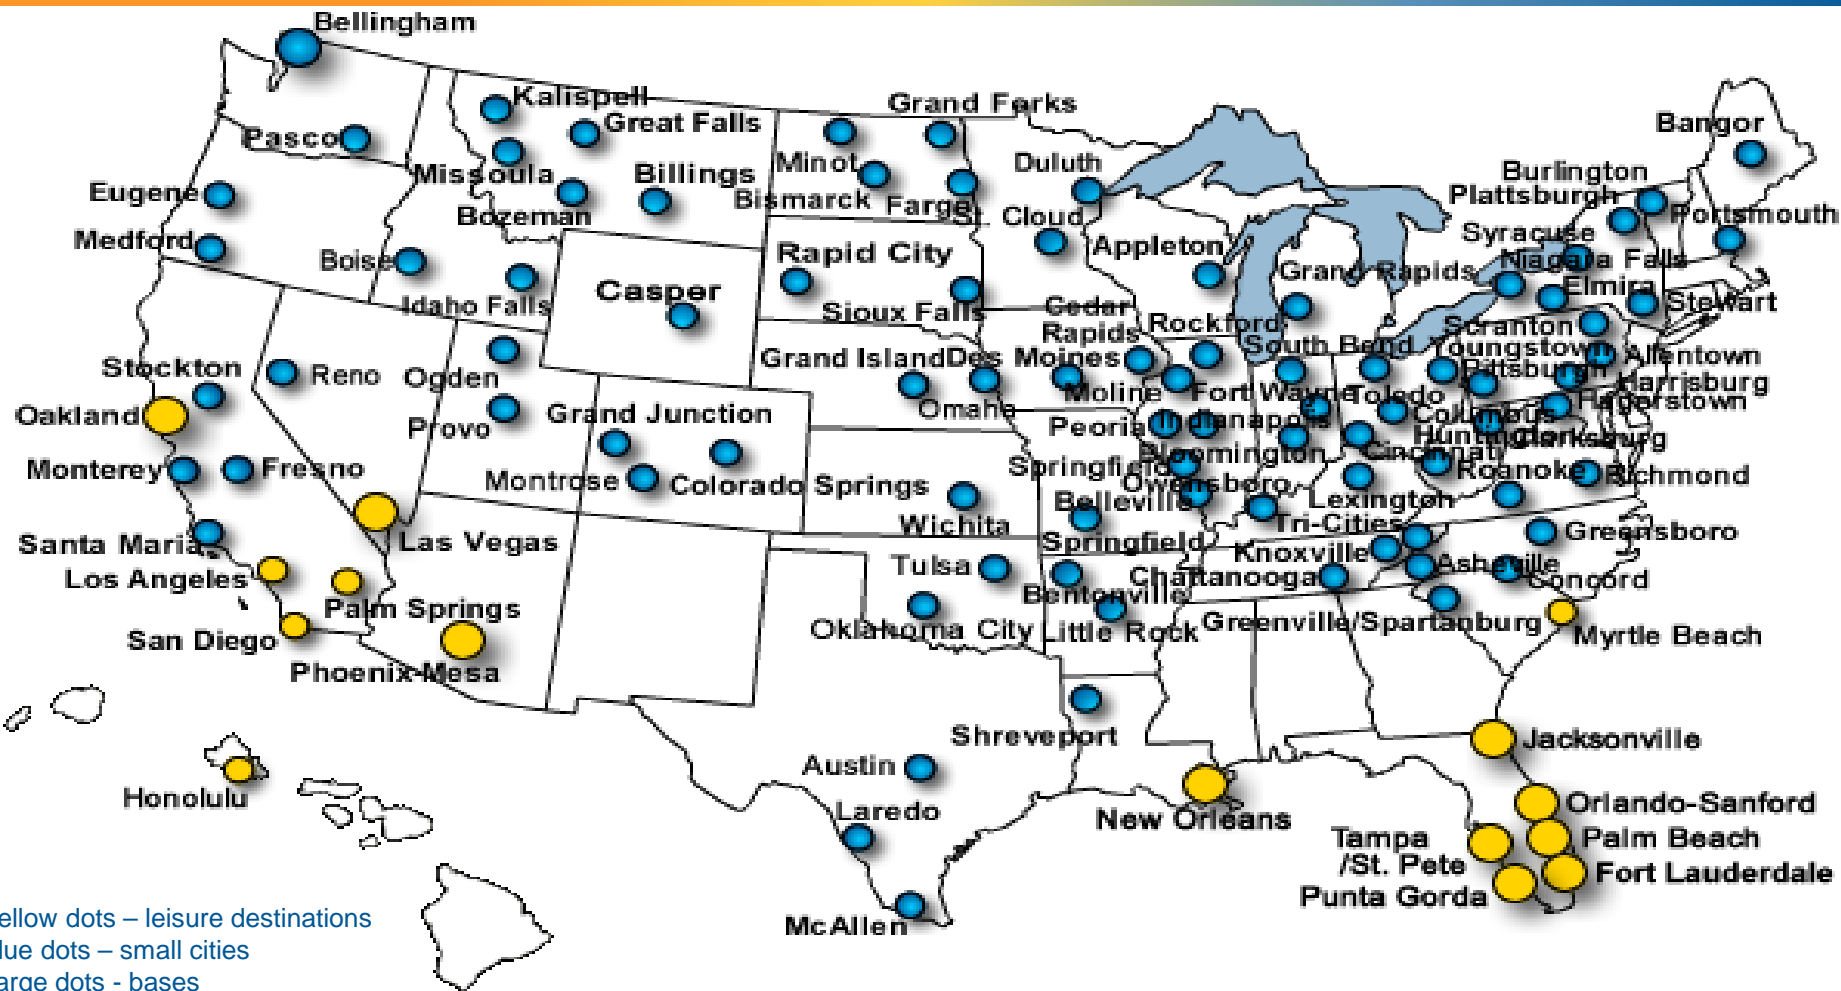 Bellingham
Kalispell
Great Falls
Grand Forks
Bangor
Pasco
Missoula
Billings
Minot
Duluth
Burlington
Plattsburgh
Eugene
Bozeman
Bismarck
Fargo
St. Cloud
Portsmouth
Medford
Boise
Rapid City
Appleton
Syracuse
Niagara Falls
Grand Rapids
Idaho Falls
Casper
Sioux Falls
Cedar
Rapids
Rockford
Elmira
Stewart
Scranton
Stockton
Reno
Ogden
Grand Island
Des Moines
South Bend
Youngstown
Allentown
Oakland
Provo
Grand Junction
Omaha
Moline
Fort Wayne
Toledo
Pittsburgh
Harrisburg
Hagerstown
Peoria
Indianapolis
Columbus
Huntington
Clarksburg
Monterey
Fresno
Montrose
Colorado Springs
Springfield
Bloomington
Cincinnati
Roanoke
Richmond
Wichita
Belleville
Owensboro
Lexington
Santa Maria
Las Vegas
Springfield
Tri-Cities
Greensboro
Los Angeles
Tulsa
Knoxville
Asheville
Concord
Palm Springs
Bentonville
Chattanooga
San Diego
Oklahoma City
Little Rock
Greenville/Spartanburg
Myrtle Beach
Phoenix-Mesa
Shreveport
Jacksonville
Honolulu
Austin
Laredo
New Orleans
Orlando-Sanford
Tampa
/St. Pete
Palm Beach
Punta Gorda
Fort Lauderdale
McAllen
ellow dots – leisure destinations
lue dots – small cities
arge dots - bases